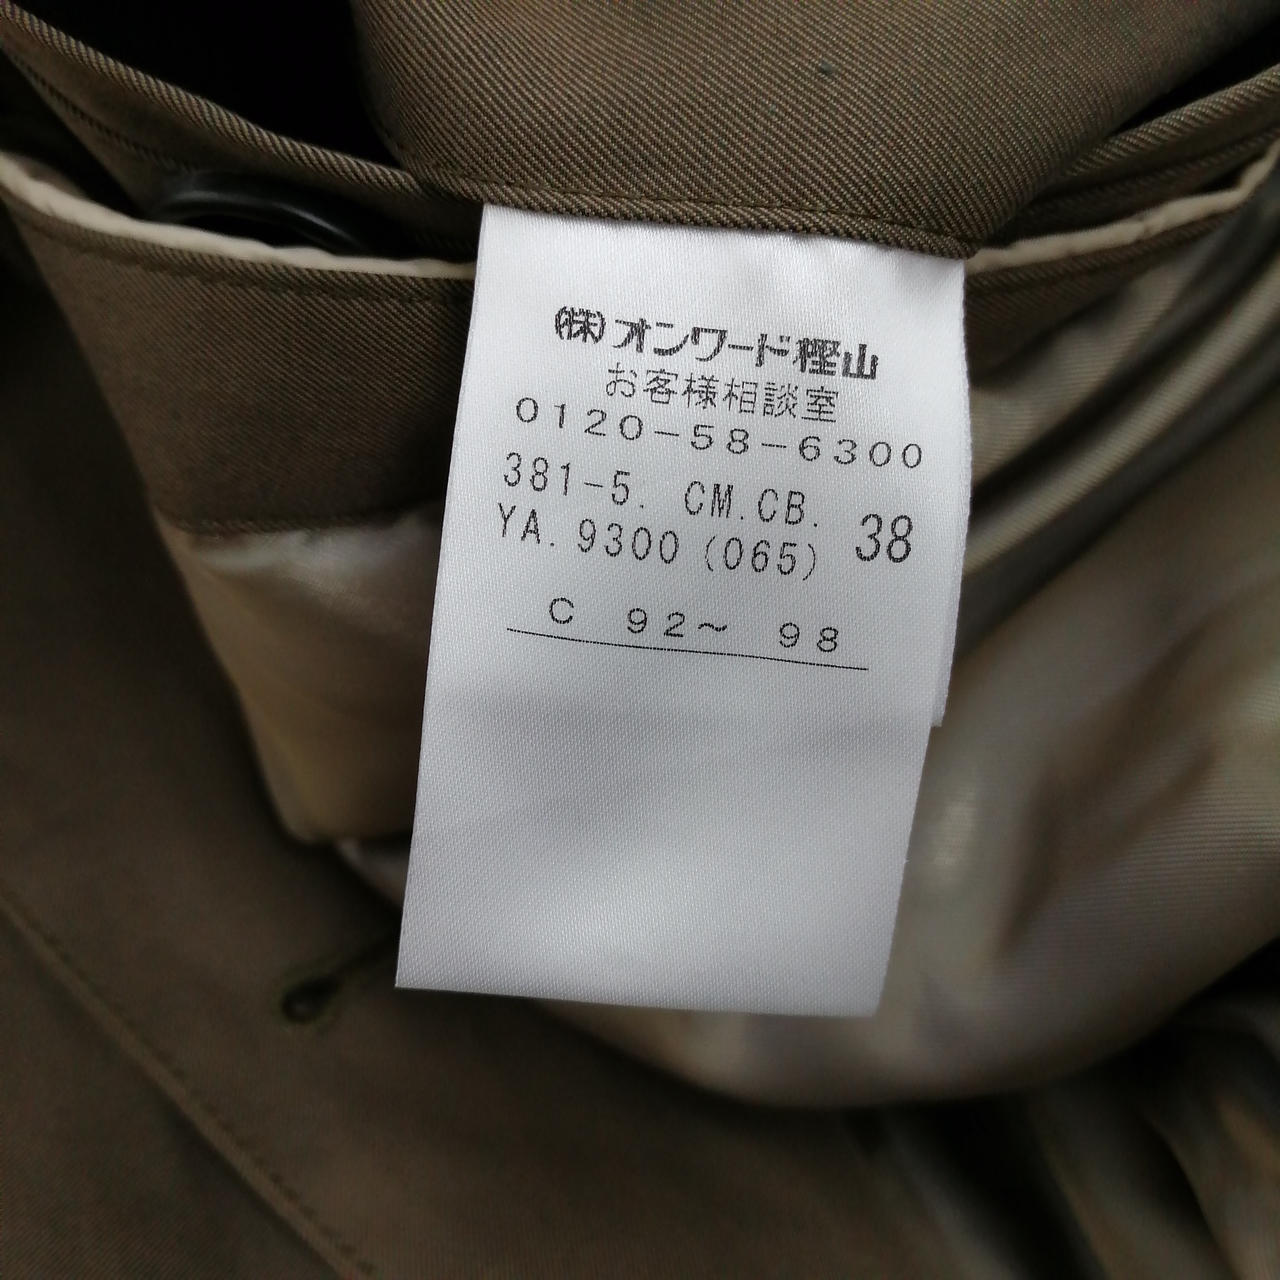 ㈱オンワード樫山
お客様相談室
0120-58-6300
381-5. CM.CB. 38
YA. 9300 (065)
C 92～ 98